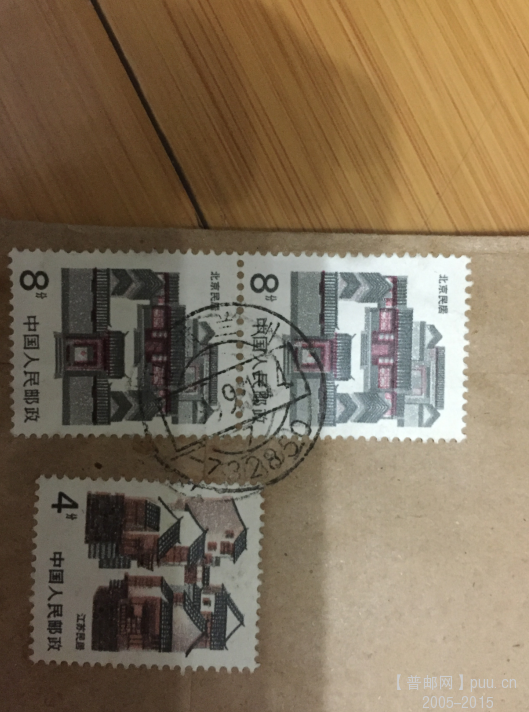 8分
中国人民邮政
北京民居
8分
中国人民邮政
北京民居
732850
4分
中国人民邮政
江苏民居
【普邮网】puu.cn
2005-2015